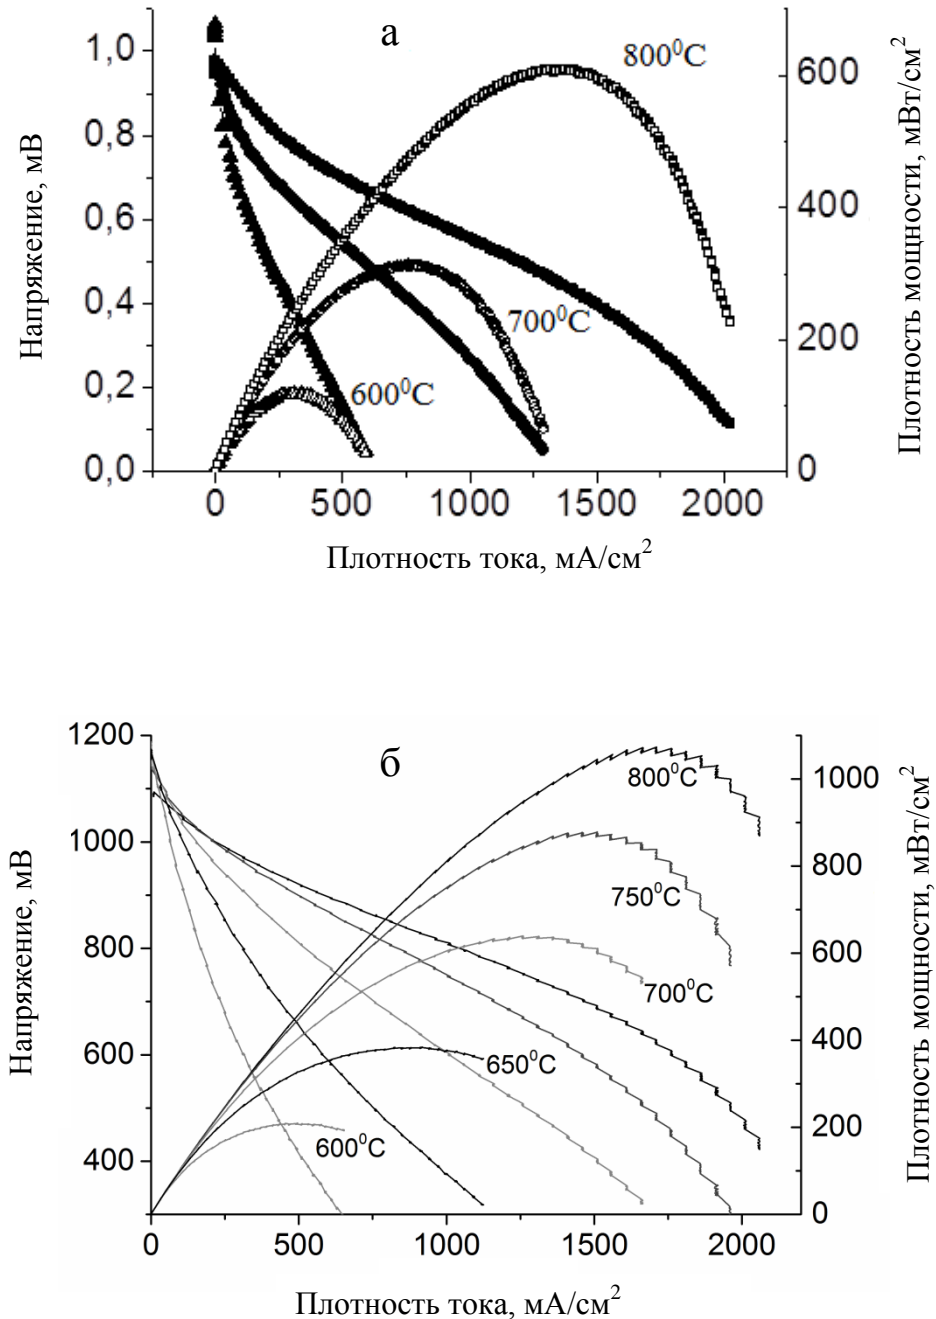 а
1,0
0,8
0,6
0,4
0,2
0,0
Напряжение, мВ
800⁰C
700⁰C
600⁰C
600
400
200
0
Плотность мощности, мВт/см²
0 500 1000 1500 2000
Плотность тока, мА/см²
б
1200
1000
800
600
400
Напряжение, мВ
800⁰C
750⁰C
700⁰C
650⁰C
600⁰C
1000
800
600
400
200
0
Плотность мощности, мВт/см²
0 500 1000 1500 2000
Плотность тока, мА/см²